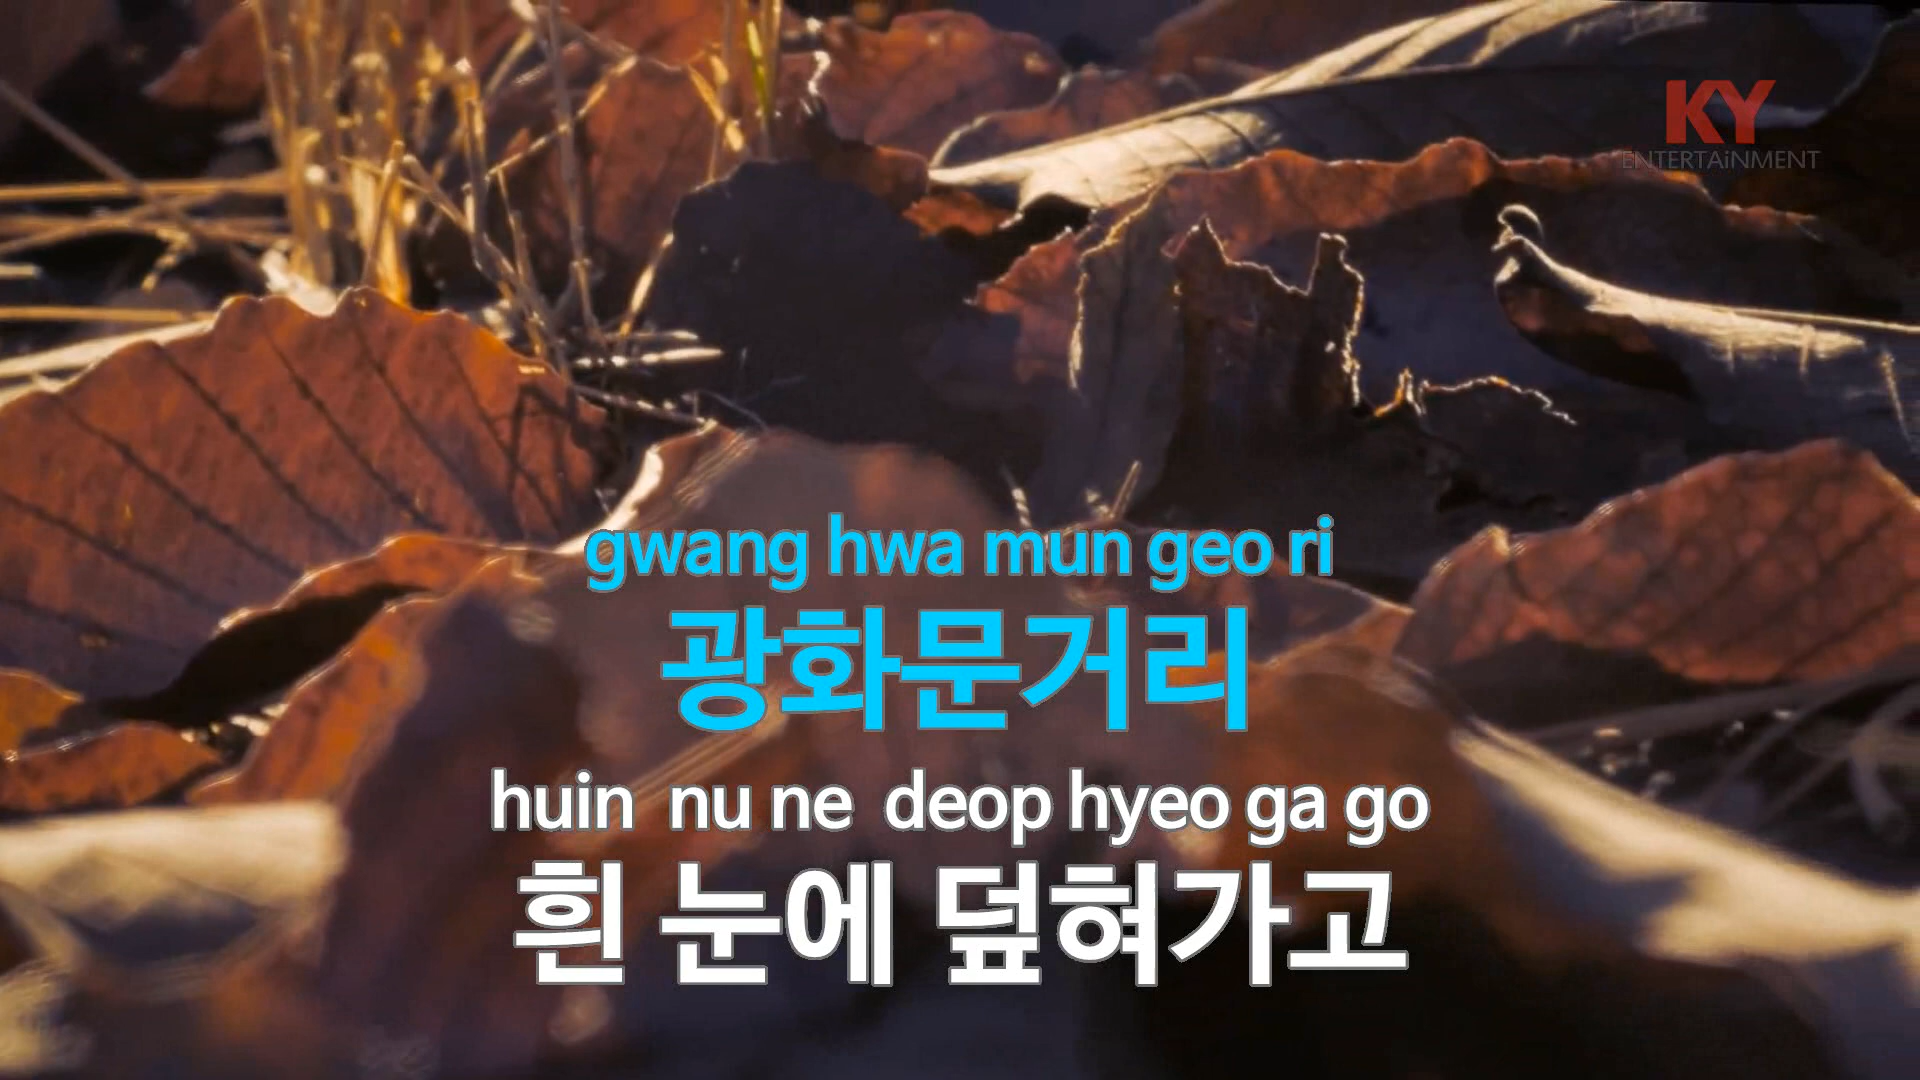 KY
ENTERTAiNMENT
gwang hwa mun geo ri
광화문거리
huin nu ne deop hyeo ga go
흰 눈에 덮혀가고